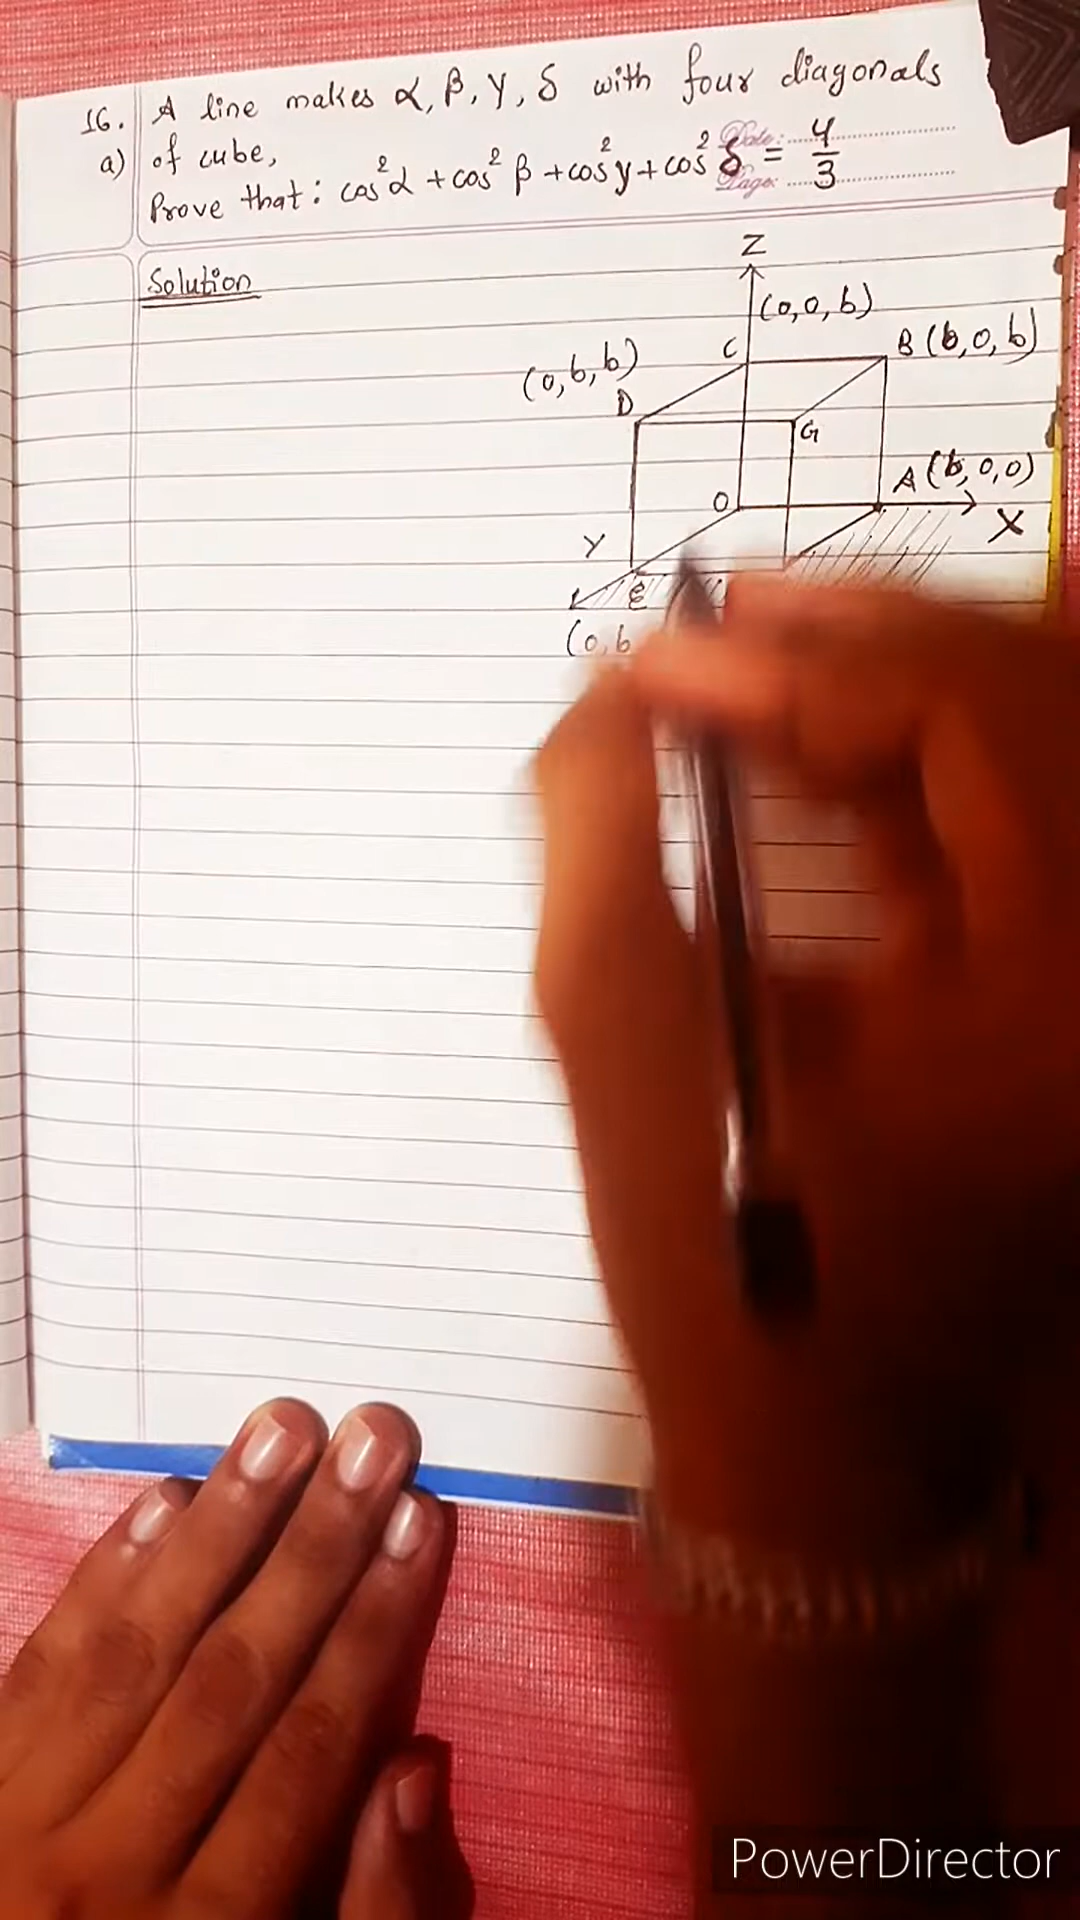 16. A line makes α, β, γ, δ with four diagonals
a) of cube,
Date:
Prove that: cos²α + cos²β + cos²γ + cos²δ = 4/3
Page:
Solution
Z
(0,0,b)
C
B (b,0,b)
(0,b,b)
D
G
A (b,0,0)
O
X
Y
E
(0,b
PowerDirector